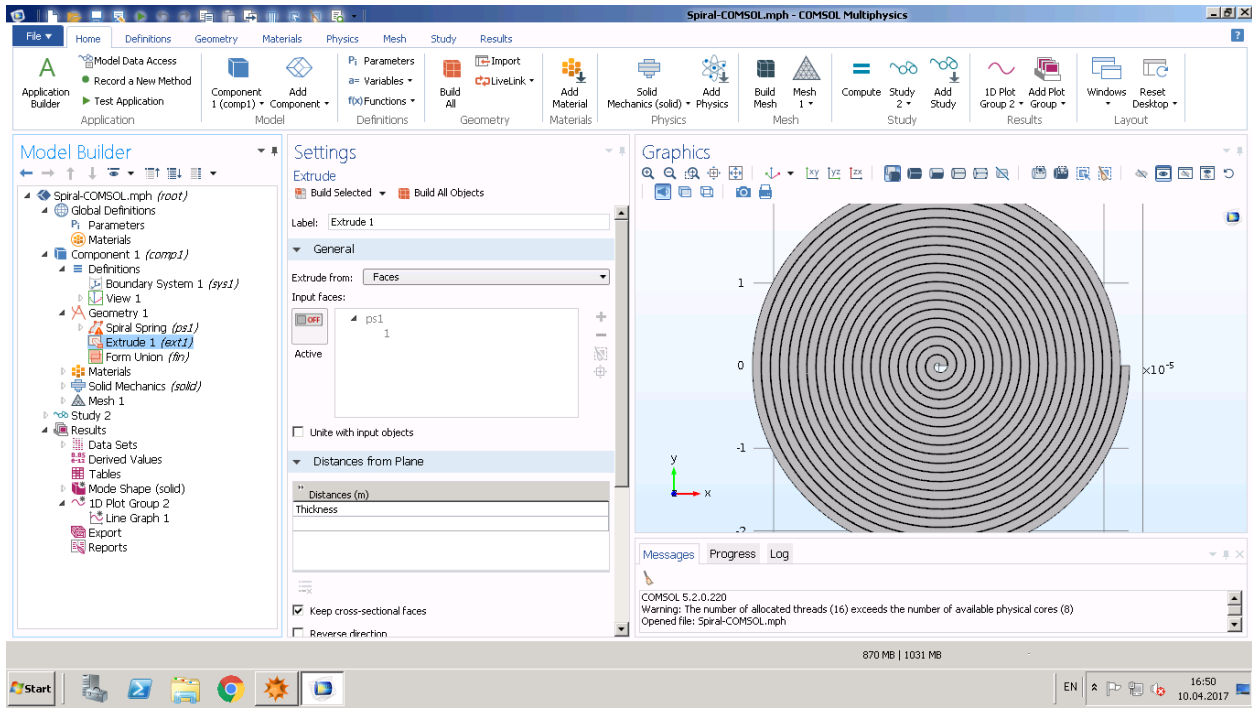 Spiral-COMSOL.mph - COMSOL Multiphysics
File Home Definitions Geometry Materials Physics Mesh Study Results
Application Builder
Model Data Access
Record a New Method
Test Application
Application
Component 1 (comp1)
Add Component
Model
Pi Parameters
a= Variables
f(x) Functions
Definitions
Build All
Import
LiveLink
Geometry
Add Material
Materials
Solid Mechanics (solid)
Add Physics
Physics
Build Mesh
Mesh 1
Mesh
Compute
Study 2
Add Study
Study
1D Plot Group 2
Add Plot Group
Results
Windows
Reset Desktop
Layout
Model Builder
Spiral-COMSOL.mph (root)
Global Definitions
Pi Parameters
Materials
Component 1 (comp1)
Definitions
Boundary System 1 (sys1)
View 1
Geometry 1
Spiral Spring (ps1)
Extrude 1 (ext1)
Form Union (fin)
Materials
Solid Mechanics (solid)
Mesh 1
Study 2
Results
Data Sets
8.85 e-12 Derived Values
Tables
Mode Shape (solid)
1D Plot Group 2
Line Graph 1
Export
Reports
Settings
Extrude
Build Selected Build All Objects
Label: Extrude 1
General
Extrude from: Faces
Input faces:
OFF
Active
ps1
1
Unite with input objects
Distances from Plane
Distances (m)
Thickness
Keep cross-sectional faces
Reverse direction
Graphics
xy yz zx
1
0
-1
-2
×10⁻⁵
y
x
Messages Progress Log
COMSOL 5.2.0.220
Warning: The number of allocated threads (16) exceeds the number of available physical cores (8)
Opened file: Spiral-COMSOL.mph
870 MB | 1031 MB
Start
EN
16:50
10.04.2017